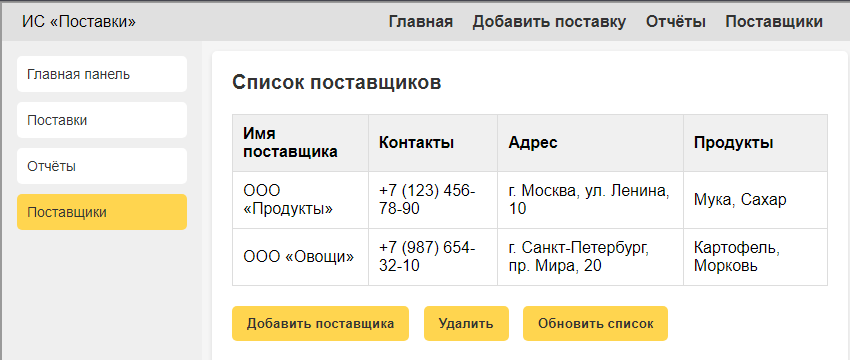 ИС «Поставки»
Главная Добавить поставку Отчёты Поставщики
Главная панель
Поставки
Отчёты
Поставщики
Список поставщиков
Имя поставщика Контакты Адрес Продукты
ООО «Продукты» +7 (123) 456-78-90 г. Москва, ул. Ленина, 10 Мука, Сахар
ООО «Овощи» +7 (987) 654-32-10 г. Санкт-Петербург, пр. Мира, 20 Картофель, Морковь
Добавить поставщика Удалить Обновить список